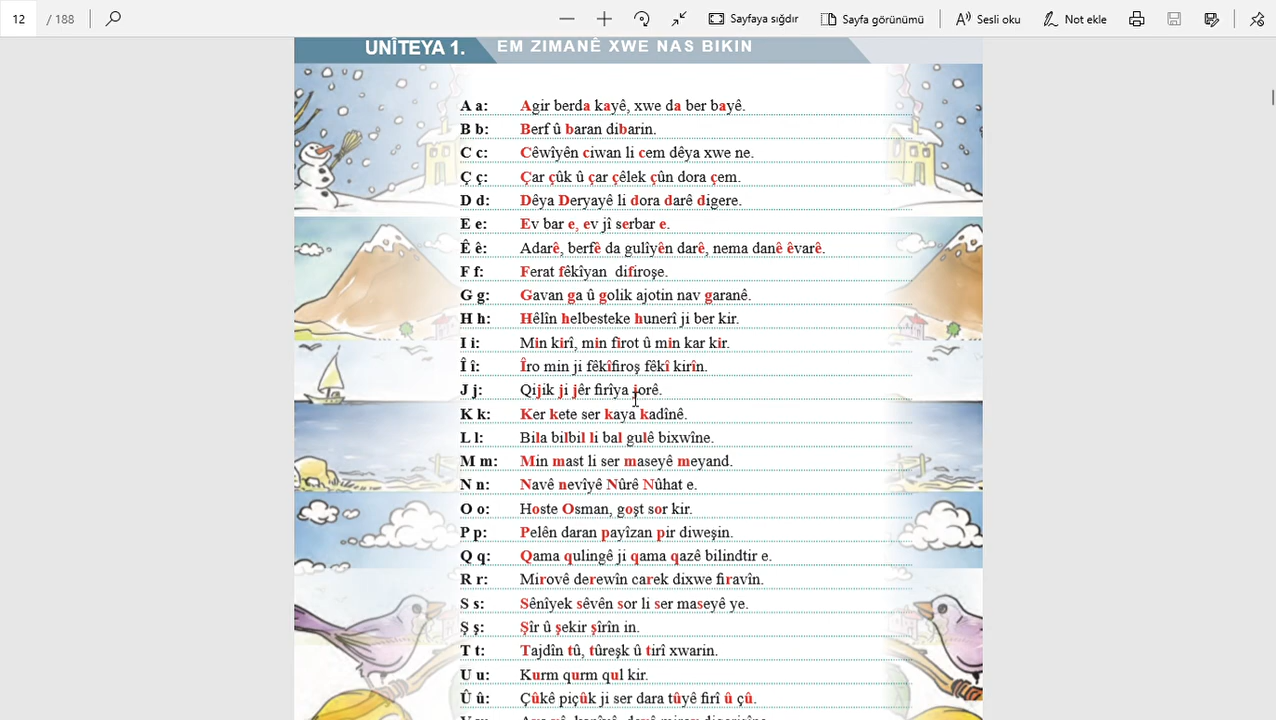 12 / 188 Sayfaya sığdır Sayfa görünümü Sesli oku Not ekle
UNÎTEYA 1. EM ZIMANÊ XWE NAS BIKIN
A a: Agir berda kayê, xwe da ber bayê.
B b: Berf û baran dibarin.
C c: Cêwîyên ciwan li cem dêya xwe ne.
Ç ç: Çar çûk û çar çêlek çûn dora çem.
D d: Dêya Deryayê li dora darê digere.
E e: Ev bar e, ev jî serbar e.
Ê ê: Adarê, berfê da gulîyên darê, nema danê êvarê.
F f: Ferat fêkîyan difiroşe.
G g: Gavan ga û golik ajotin nav garanê.
H h: Hêlîn helbesteke hunerî ji ber kir.
I i: Min kirî, min firot û min kar kir.
Î î: Îro min ji fêkîfiroş fêkî kirîn.
J j: Qijik ji jêr firîya jorê.
K k: Ker kete ser kaya kadînê.
L l: Bila bilbil li bal gulê bixwîne.
M m: Min mast li ser maseyê meyand.
N n: Navê nevîyê Nûrê Nûhat e.
O o: Hoste Osman, goşt sor kir.
P p: Pelên daran payîzan pir diweşin.
Q q: Qama qulingê ji qama qazê bilindtir e.
R r: Mirovê derewîn carek dixwe firavîn.
S s: Sênîyek sêvên sor li ser maseyê ye.
Ş ş: Şîr û şekir şîrîn in.
T t: Tajdîn tû, tûreşk û tirî xwarin.
U u: Kurm qurm qul kir.
Û û: Çûkê piçûk ji ser dara tûyê firî û çû.